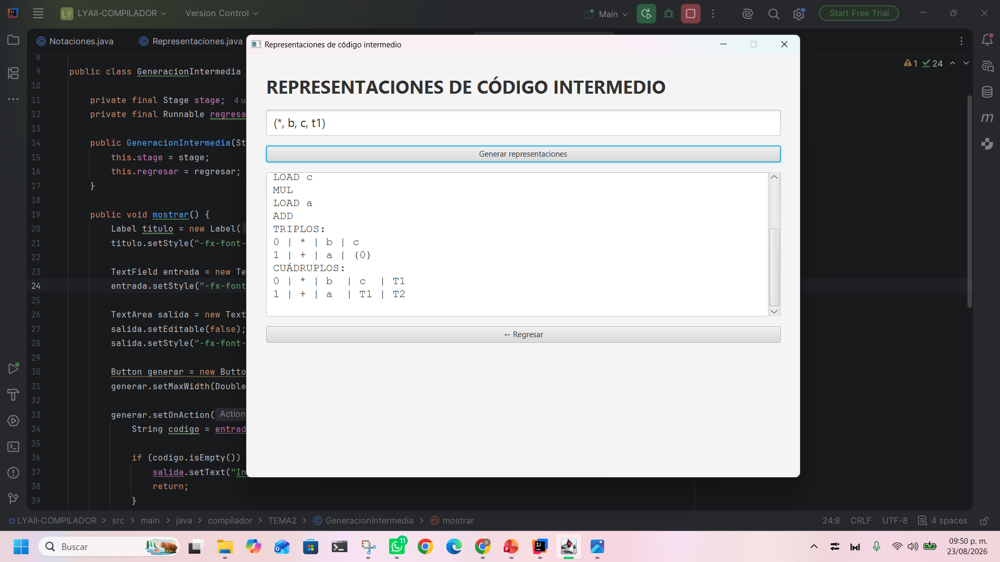 LY LYAII-COMPILADOR Version Control Main Start Free Trial
Notaciones.java Representaciones.java
Representaciones de código intermedio
1 24
REPRESENTACIONES DE CÓDIGO INTERMEDIO
(*, b, c, t1)
Generar representaciones
LOAD c
MUL
LOAD a
ADD
TRIPLOS:
0 | * | b | c
1 | + | a | (0)
CUÁDRUPLOS:
0 | * | b | c | T1
1 | + | a | T1 | T2
← Regresar
8
9 public class GeneracionIntermedia
10
11 private final Stage stage; 4 u
12 private final Runnable regresa
13
14 public GeneracionIntermedia(St
15 this.stage = stage;
16 this.regresar = regresar;
17 }
18
19 public void mostrar() {
20 Label titulo = new Label(
21 titulo.setStyle("-fx-font-
22
23 TextField entrada = new Te
24 entrada.setStyle("-fx-font
25
26 TextArea salida = new Text
27 salida.setEditable(false);
28 salida.setStyle("-fx-font-
29
30 Button generar = new Butto
31 generar.setMaxWidth(Double
32
33 generar.setOnAction( Action
34 String codigo = entrad
35
36 if (codigo.isEmpty())
37 salida.setText("In
38 return;
39 }
LYAII-COMPILADOR > src > main > java > compilador > TEMA2 > GeneracionIntermedia > mostrar
24:8 CRLF UTF-8 4 spaces
Buscar
11
09:50 p. m.
23/08/2026